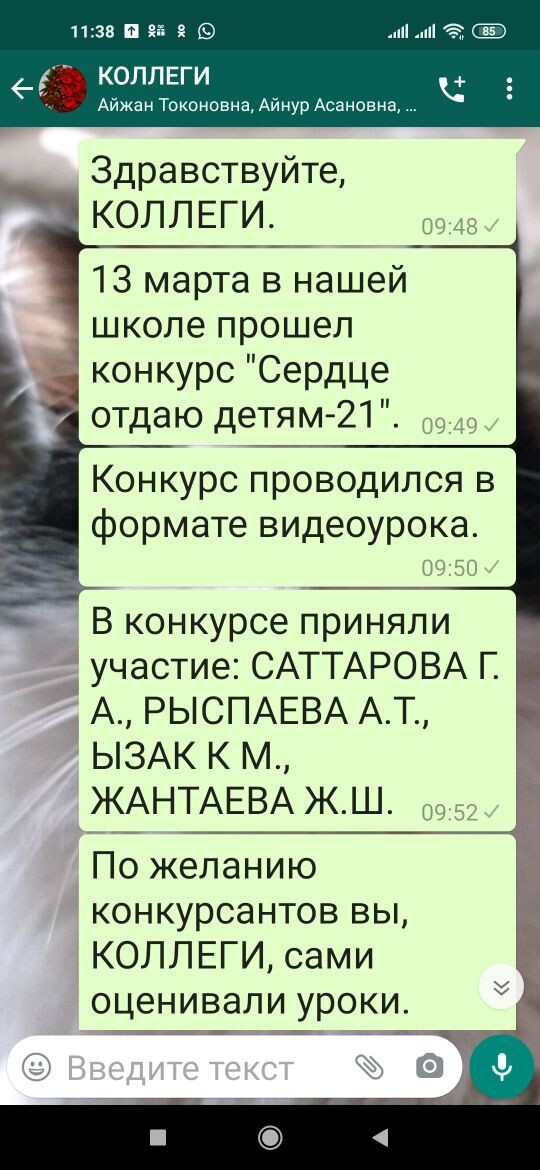 11:38
85
КОЛЛЕГИ
Айжан Токоновна, Айнур Асановна, ...
Здравствуйте,
КОЛЛЕГИ.
09:48
13 марта в нашей
школе прошел
конкурс "Сердце
отдаю детям-21".
09:49
Конкурс проводился в
формате видеоурока.
09:50
В конкурсе приняли
участие: САТТАРОВА Г.
А., РЫСПАЕВА А.Т.,
ЫЗАК К М.,
ЖАНТАЕВА Ж.Ш.
09:52
По желанию
конкурсантов вы,
КОЛЛЕГИ, сами
оценивали уроки.
Введите текст